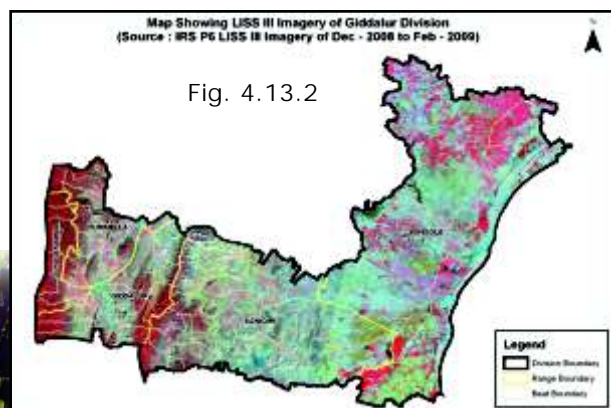 Map Showing LISS III Imagery of Giddalur Division
(Source : IRS P6 LISS III Imagery of Dec - 2008 to Feb - 2009)
Fig. 4.13.2
ONGOLE
Legend
Division Boundary
Range Boundary
Beat Boundary